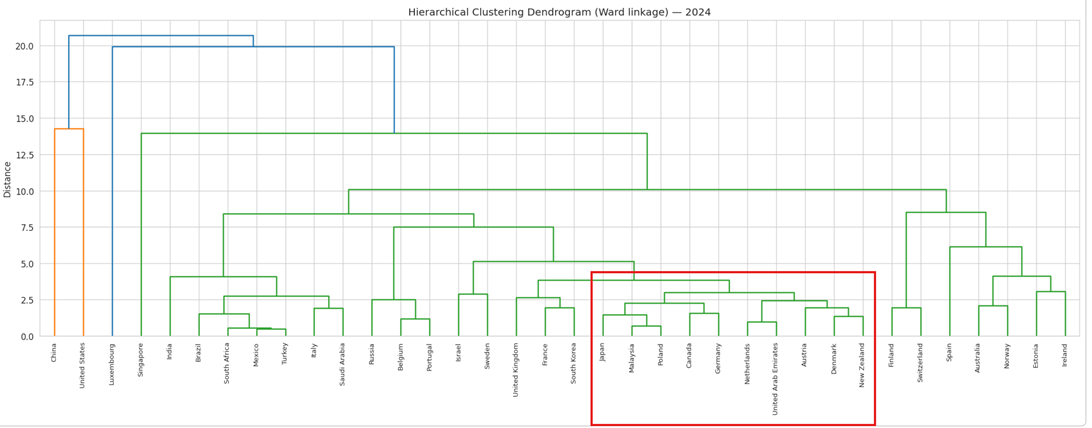 Hierarchical Clustering Dendrogram (Ward linkage) — 2024
Distance
20.0
17.5
15.0
12.5
10.0
7.5
5.0
2.5
0.0
China
United States
Luxembourg
Singapore
India
Brazil
South Africa
Mexico
Turkey
Italy
Saudi Arabia
Russia
Belgium
Portugal
Israel
Sweden
United Kingdom
France
South Korea
Japan
Malaysia
Poland
Canada
Germany
Netherlands
United Arab Emirates
Austria
Denmark
New Zealand
Finland
Switzerland
Spain
Australia
Norway
Estonia
Ireland